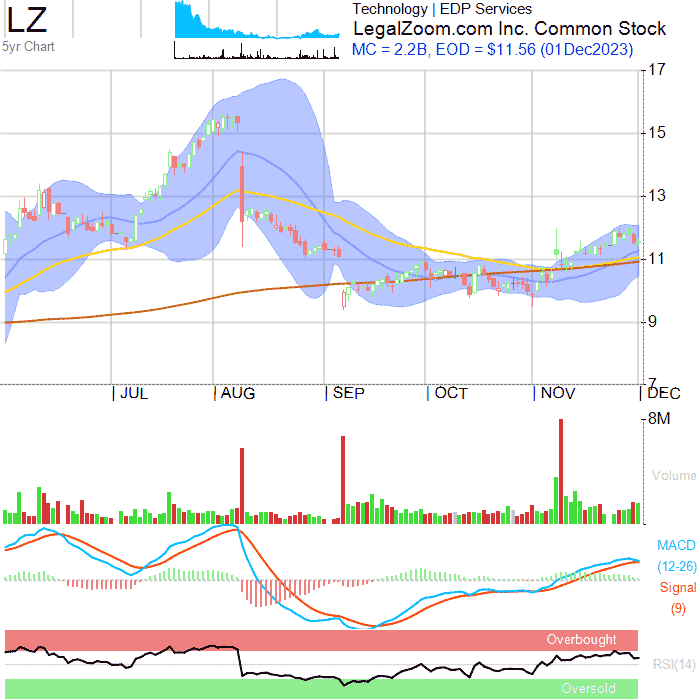 LZ
5yr Chart
Technology | EDP Services
LegalZoom.com Inc. Common Stock
MC = 2.2B, EOD = $11.56 (01Dec2023)
17
15
13
11
9
7
JUL
AUG
SEP
OCT
NOV
DEC
8M
Volume
MACD
(12-26)
Signal
(9)
Overbought
RSI(14)
Oversold